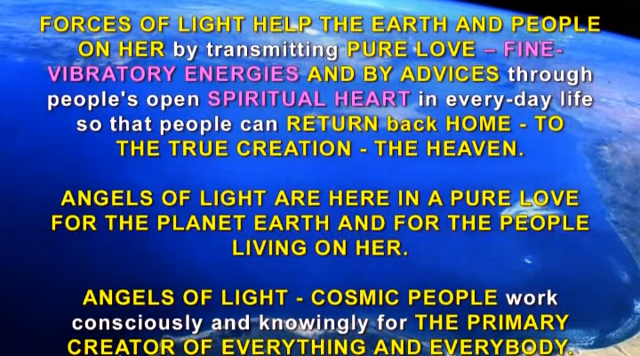 FORCES OF LIGHT HELP THE EARTH AND PEOPLE
ON HER by transmitting PURE LOVE – FINE-
VIBRATORY ENERGIES AND BY ADVICES through
people's open SPIRITUAL HEART in every-day life
so that people can RETURN back HOME - TO
THE TRUE CREATION - THE HEAVEN.
ANGELS OF LIGHT ARE HERE IN A PURE LOVE
FOR THE PLANET EARTH AND FOR THE PEOPLE
LIVING ON HER.
ANGELS OF LIGHT - COSMIC PEOPLE work
consciously and knowingly for THE PRIMARY
CREATOR OF EVERYTHING AND EVERYBODY-